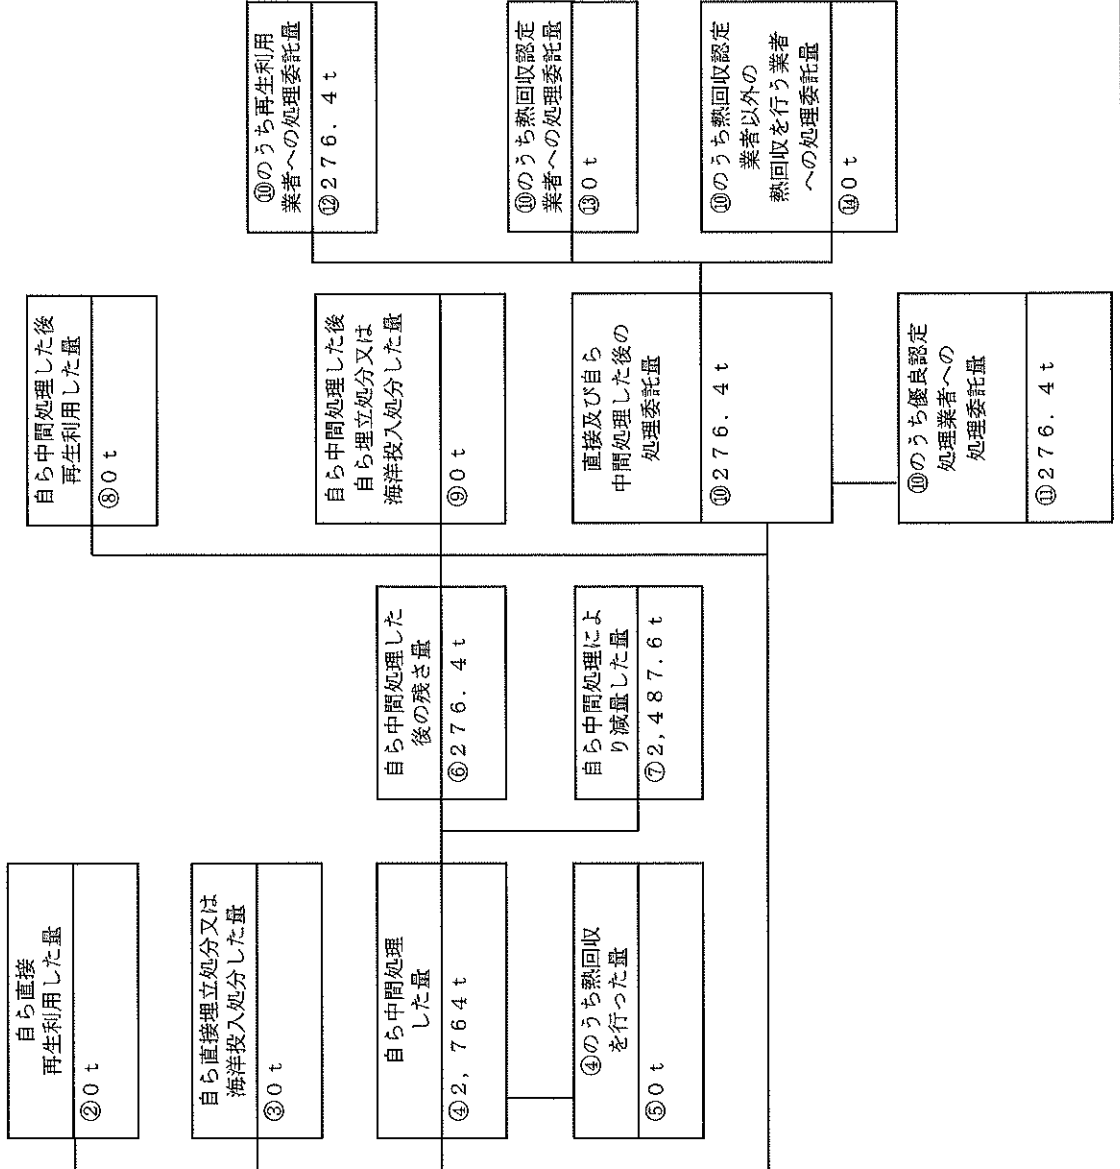 自ら直接
再生利用した量
②0ｔ
自ら直接埋立処分又は
海洋投入処分した量
③0ｔ
自ら中間処理
した量
④2，764ｔ
④のうち熱回収
を行った量
⑤0ｔ
自ら中間処理した
後の残さ量
⑥276．4ｔ
自ら中間処理によ
り減量した量
⑦2,487.6ｔ
自ら中間処理した後
再生利用した量
⑧0ｔ
自ら中間処理した後
自ら埋立処分又は
海洋投入処分した量
⑨0ｔ
直接及び自ら
中間処理した後の
処理委託量
⑩276．4ｔ
⑩のうち優良認定
処理業者への
処理委託量
⑪276．4ｔ
⑩のうち再生利用
業者への処理委託量
⑫276．4ｔ
⑩のうち熱回収認定
業者への処理委託量
⑬0ｔ
⑩のうち熱回収認定
業者以外の
熱回収を行う業者
への処理委託量
⑭0ｔ